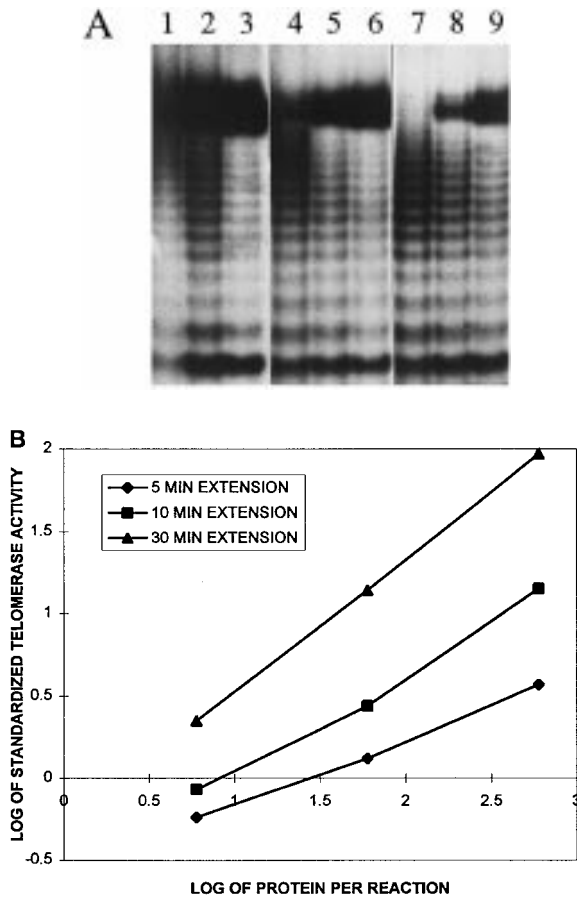 A 1 2 3 4 5 6 7 8 9
B
LOG OF STANDARDIZED TELOMERASE ACTIVITY
2
1.5
1
0.5
0
-0.5
5 MIN EXTENSION
10 MIN EXTENSION
30 MIN EXTENSION
0 0.5 1 1.5 2 2.5 3
LOG OF PROTEIN PER REACTION